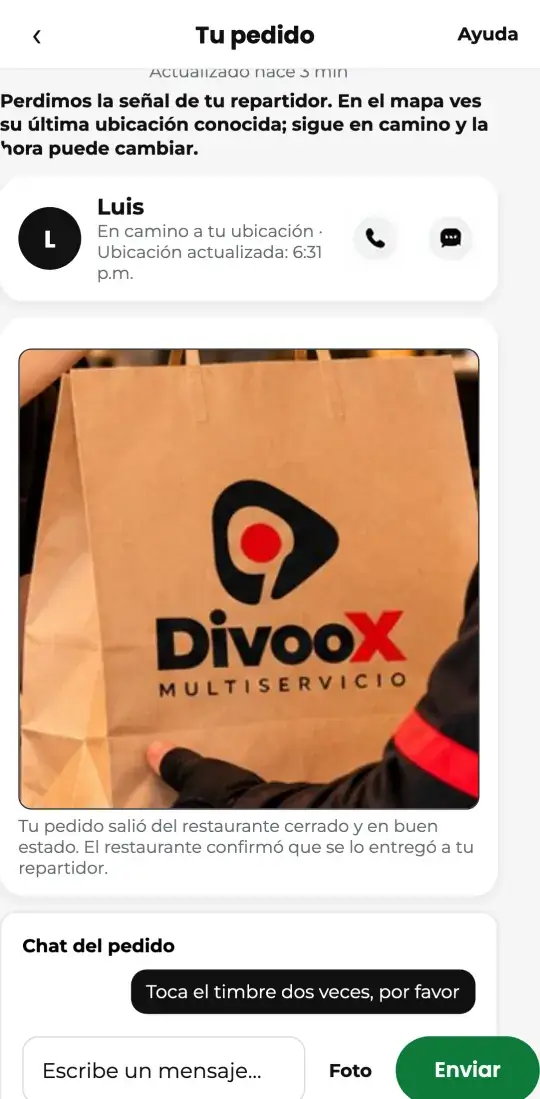 Tu pedido
Ayuda
Actualizado hace 3 min
Perdimos la señal de tu repartidor. En el mapa ves
su última ubicación conocida; sigue en camino y la
hora puede cambiar.
Luis
L
En camino a tu ubicación ·
Ubicación actualizada: 6:31
p.m.
DivooX
MULTISERVICIO
Tu pedido salió del restaurante cerrado y en buen
estado. El restaurante confirmó que se lo entregó a tu
repartidor.
Chat del pedido
Toca el timbre dos veces, por favor
Escribe un mensaje...
Foto
Enviar